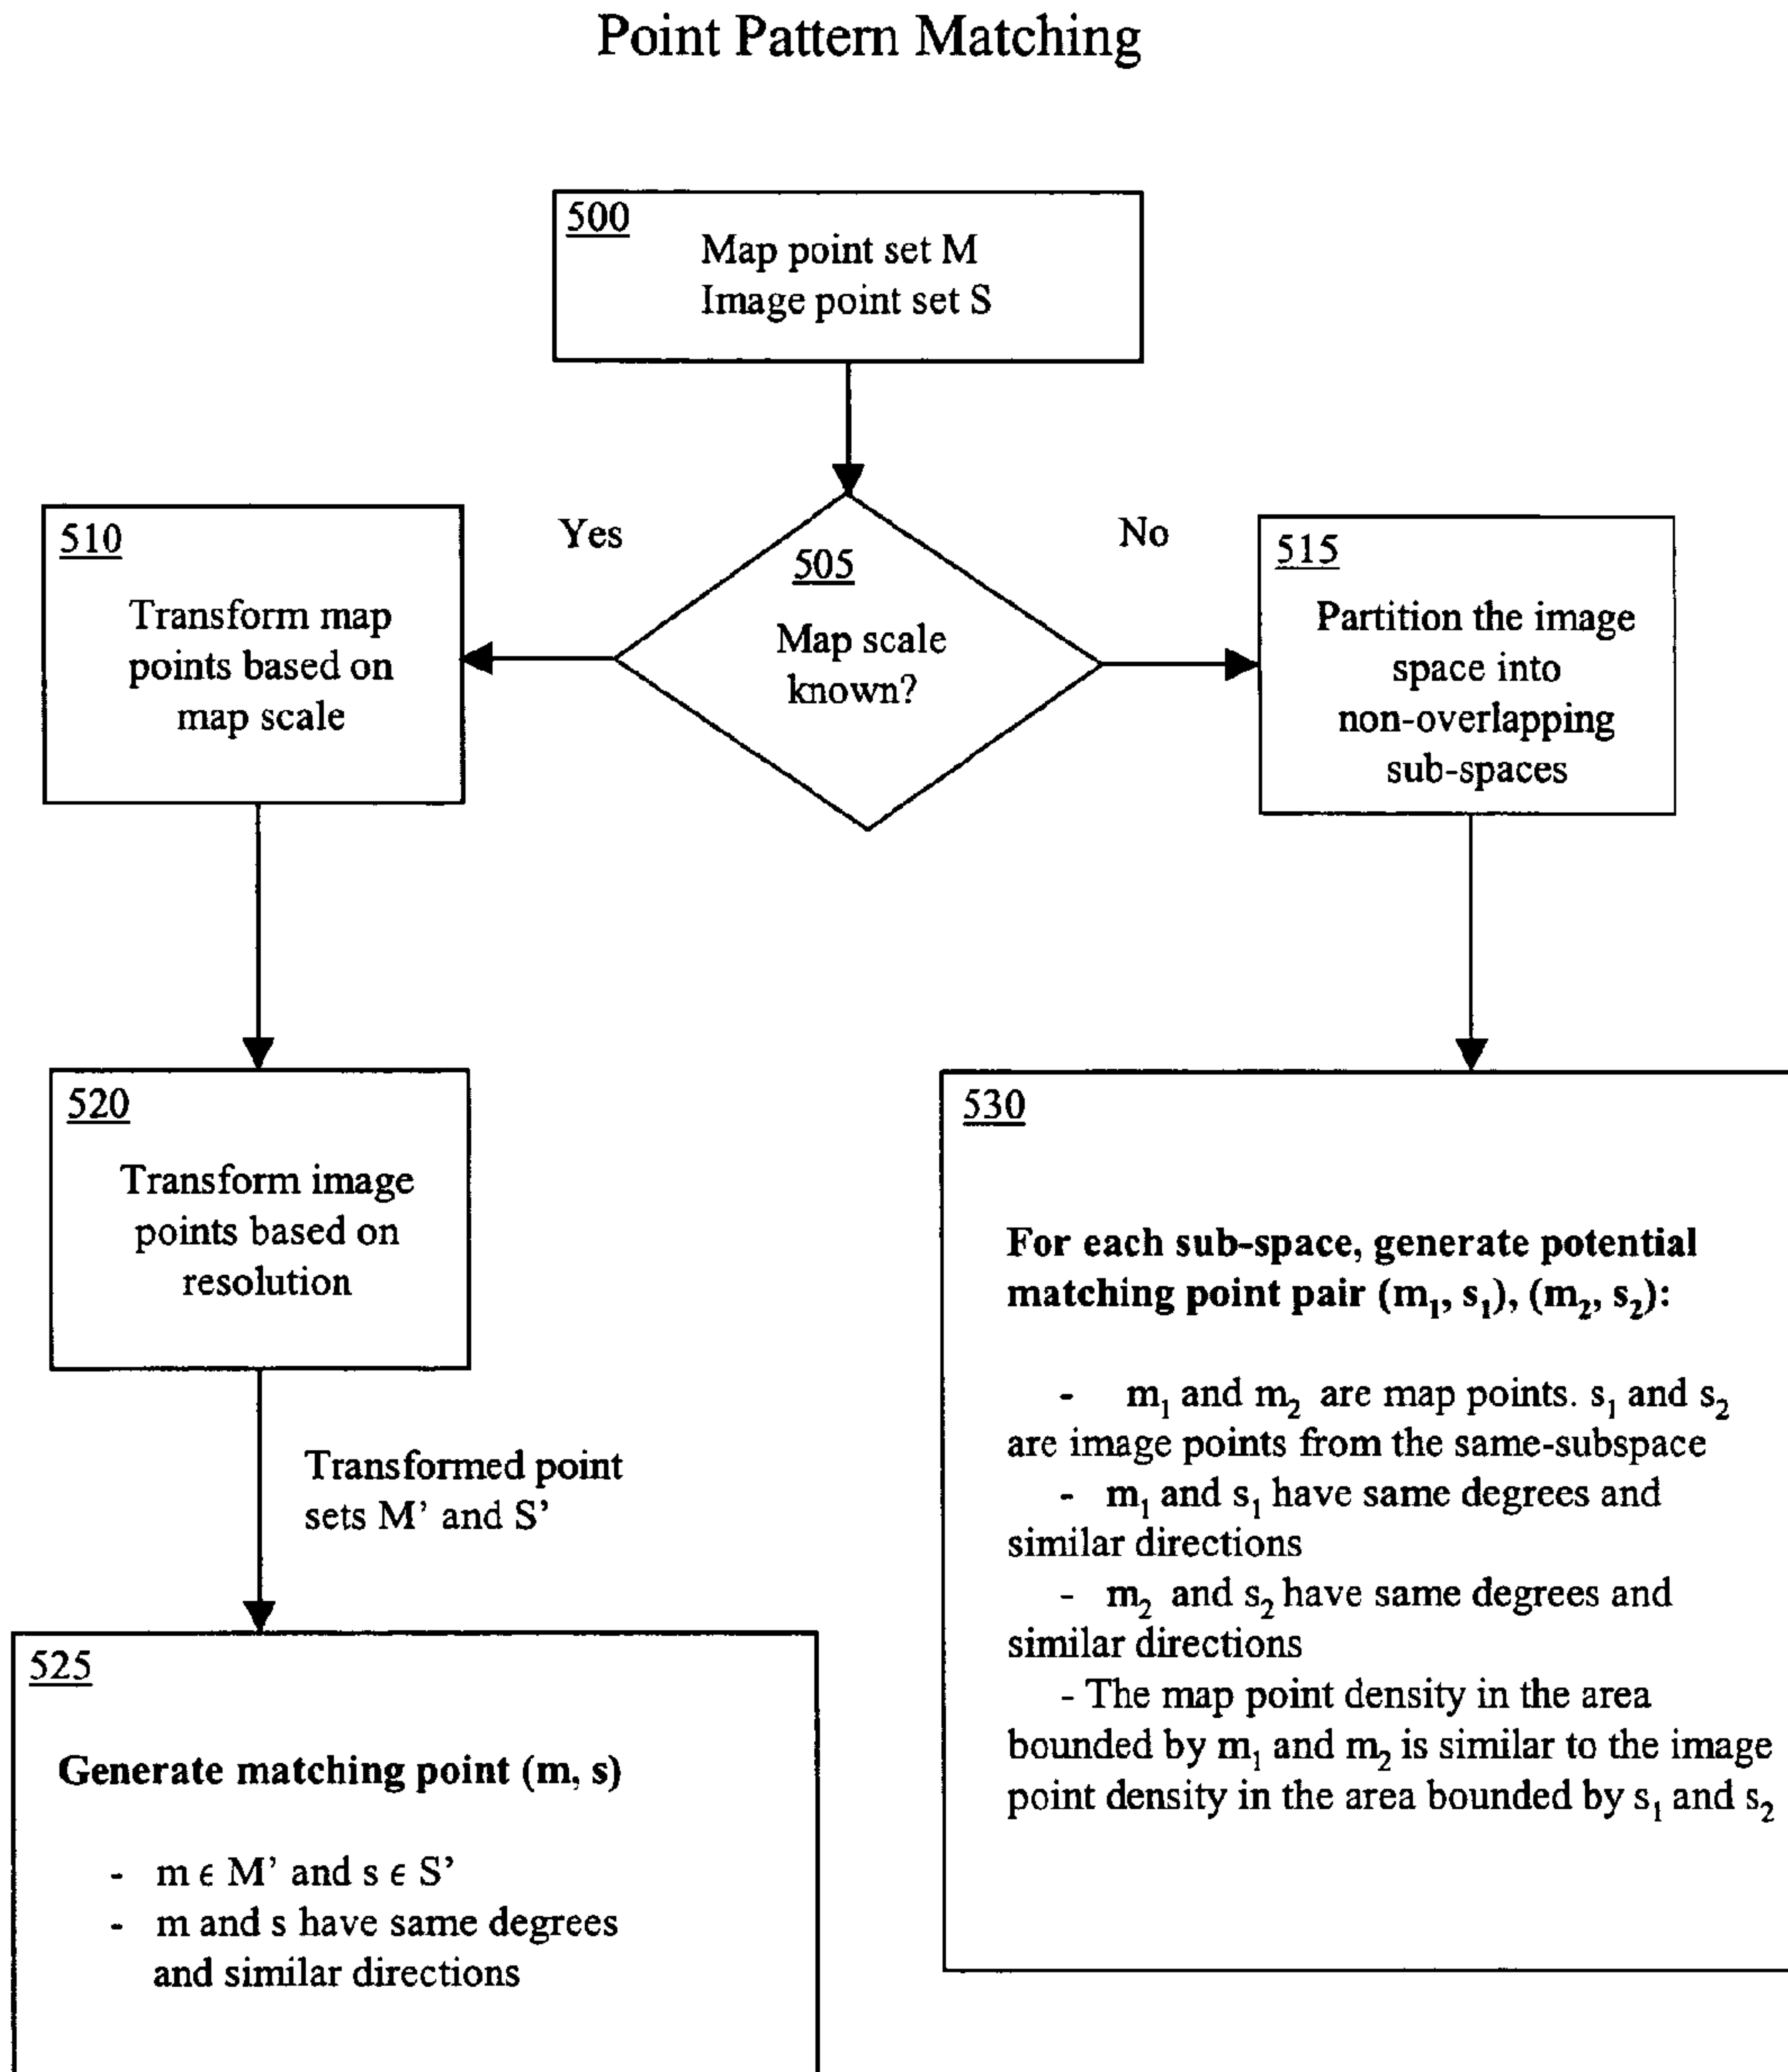 Point Pattern Matching
500
Map point set M
Image point set S
Yes
No
505
Map scale
known?
510
Transform map
points based on
map scale
515
Partition the image
space into
non-overlapping
sub-spaces
520
Transform image
points based on
resolution
Transformed point
sets M’ and S’
525
Generate matching point (m, s)
- m ϵ M’ and s ϵ S’
- m and s have same degrees
and similar directions
530
For each sub-space, generate potential
matching point pair (m₁, s₁), (m₂, s₂):
- m₁ and m₂ are map points. s₁ and s₂
are image points from the same-subspace
- m₁ and s₁ have same degrees and
similar directions
- m₂ and s₂ have same degrees and
similar directions
- The map point density in the area
bounded by m₁ and m₂ is similar to the image
point density in the area bounded by s₁ and s₂